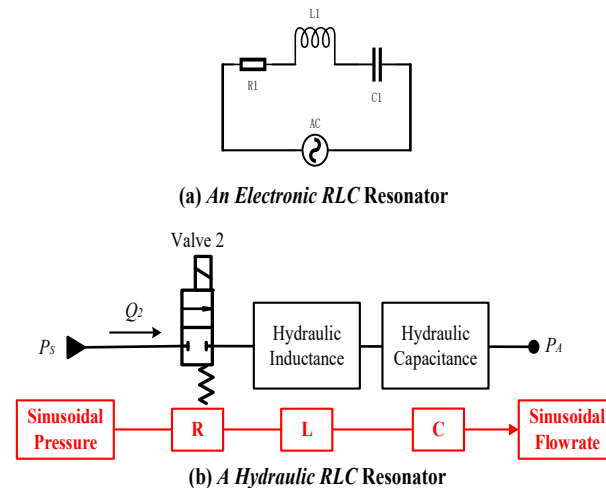 L1
R1
C1
AC
(a) An Electronic RLC Resonator
Valve 2
Q2
PS
Hydraulic
Inductance
Hydraulic
Capacitance
PA
Sinusoidal
Pressure
R
L
C
Sinusoidal
Flowrate
(b) A Hydraulic RLC Resonator